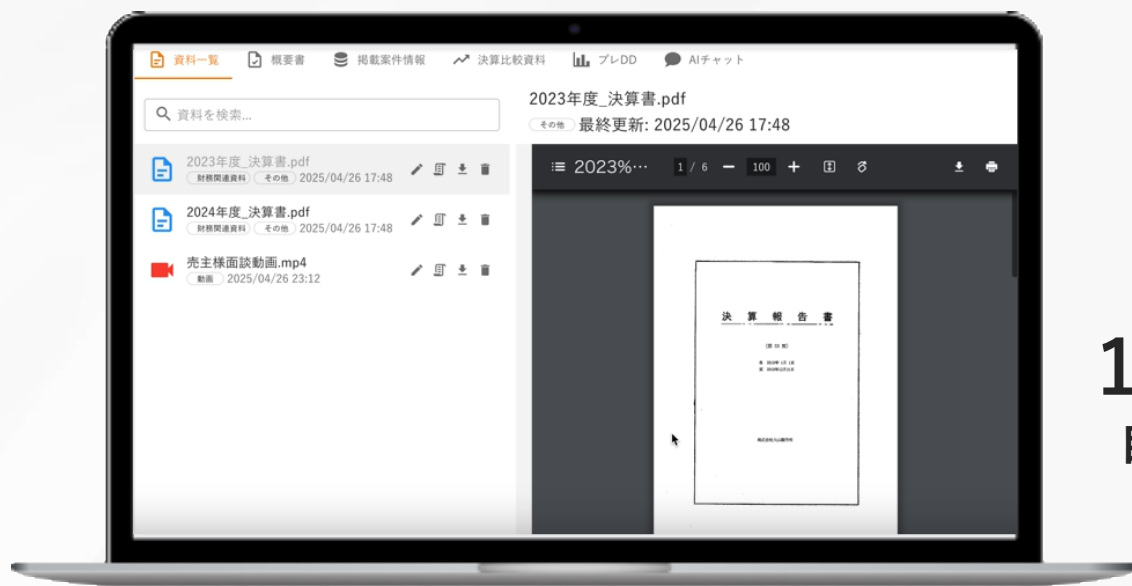 資料一覧 概要書 掲載案件情報 決算比較資料 プレDD AIチャット
資料を検索...
2023年度_決算書.pdf
財務関連資料 その他 2025/04/26 17:48
2024年度_決算書.pdf
財務関連資料 その他 2025/04/26 17:48
売主様面談動画.mp4
動画 2025/04/26 23:12
2023年度_決算書.pdf
その他 最終更新: 2025/04/26 17:48
2023%… 1 / 6 100
決算報告書
1